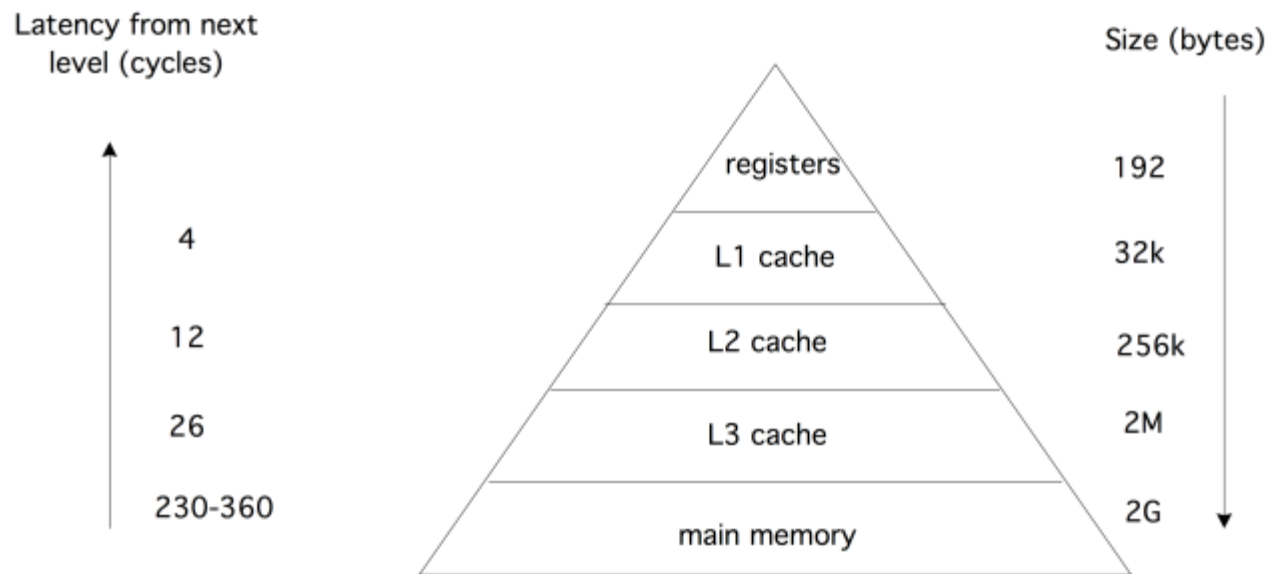 Latency from next
level (cycles)
Size (bytes)
registers
192
4
L1 cache
32k
12
L2 cache
256k
26
L3 cache
2M
230-360
main memory
2G